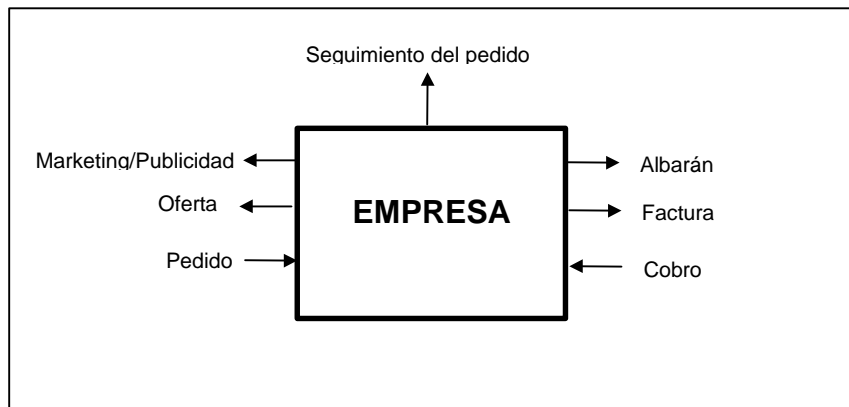 Seguimiento del pedido
Marketing/Publicidad
Oferta
Pedido
EMPRESA
Albarán
Factura
Cobro